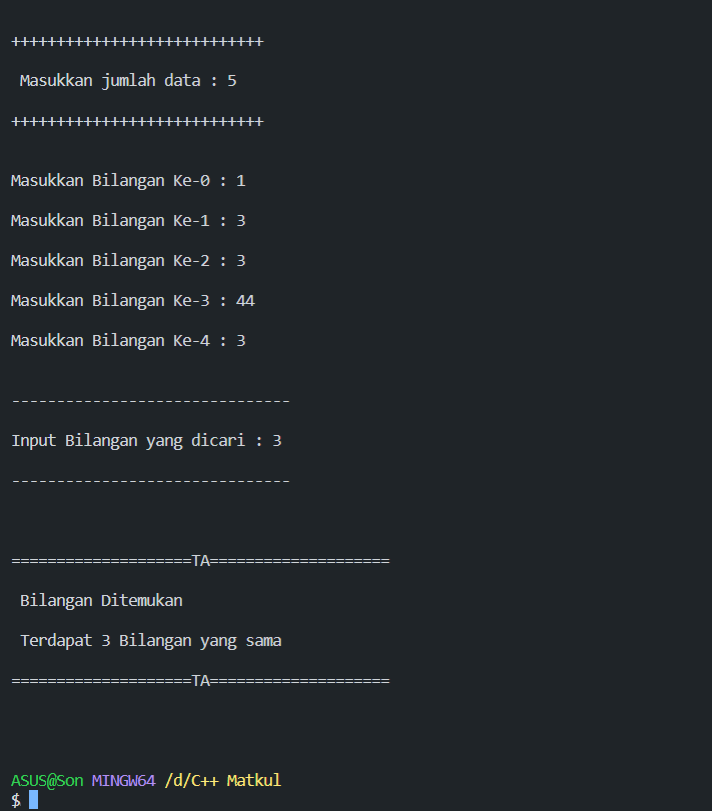 ++++++++++++++++++++++++++++
Masukkan jumlah data : 5
++++++++++++++++++++++++++++
Masukkan Bilangan Ke-0 : 1
Masukkan Bilangan Ke-1 : 3
Masukkan Bilangan Ke-2 : 3
Masukkan Bilangan Ke-3 : 44
Masukkan Bilangan Ke-4 : 3
-------------------------------
Input Bilangan yang dicari : 3
-------------------------------
====================TA====================
Bilangan Ditemukan
Terdapat 3 Bilangan yang sama
====================TA====================
ASUS@Son MINGW64 /d/C++ Matkul
$